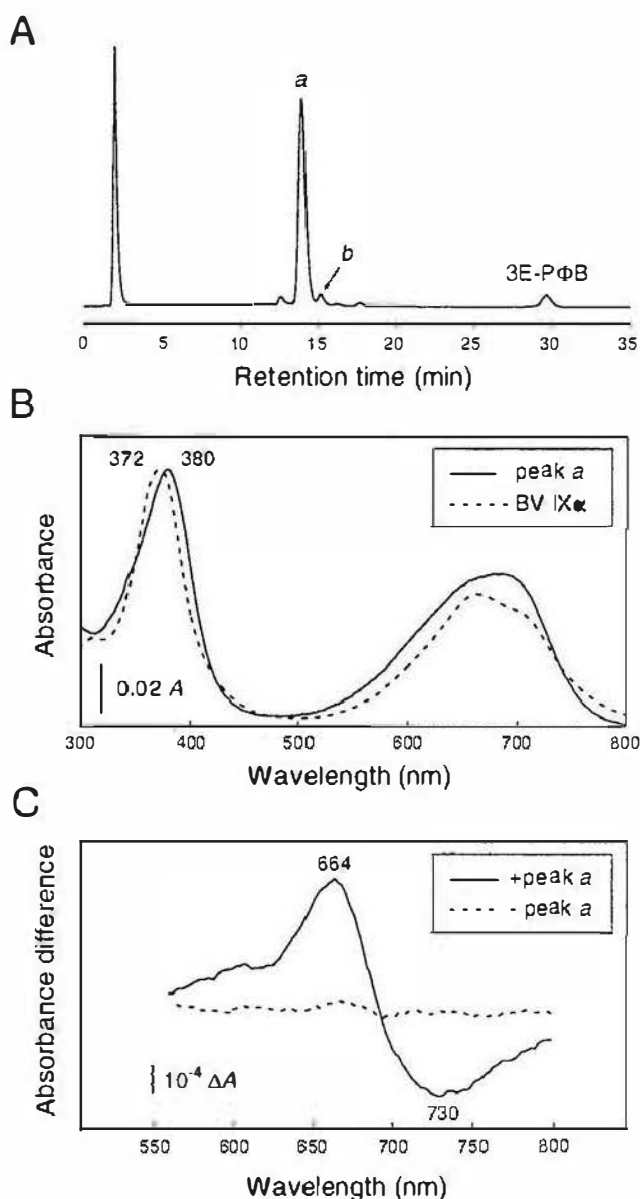 A
a
b
3E-PΦB
0 5 10 15 20 25 30 35
Retention time (min)
B
372 380
peak a
BV IXα
Absorbance
0.02 A
300 400 500 600 700 800
Wavelength (nm)
C
664
+peak a
- peak a
Absorbance difference
10⁻⁴ ΔA
730
550 600 650 700 750 800
Wavelength (nm)